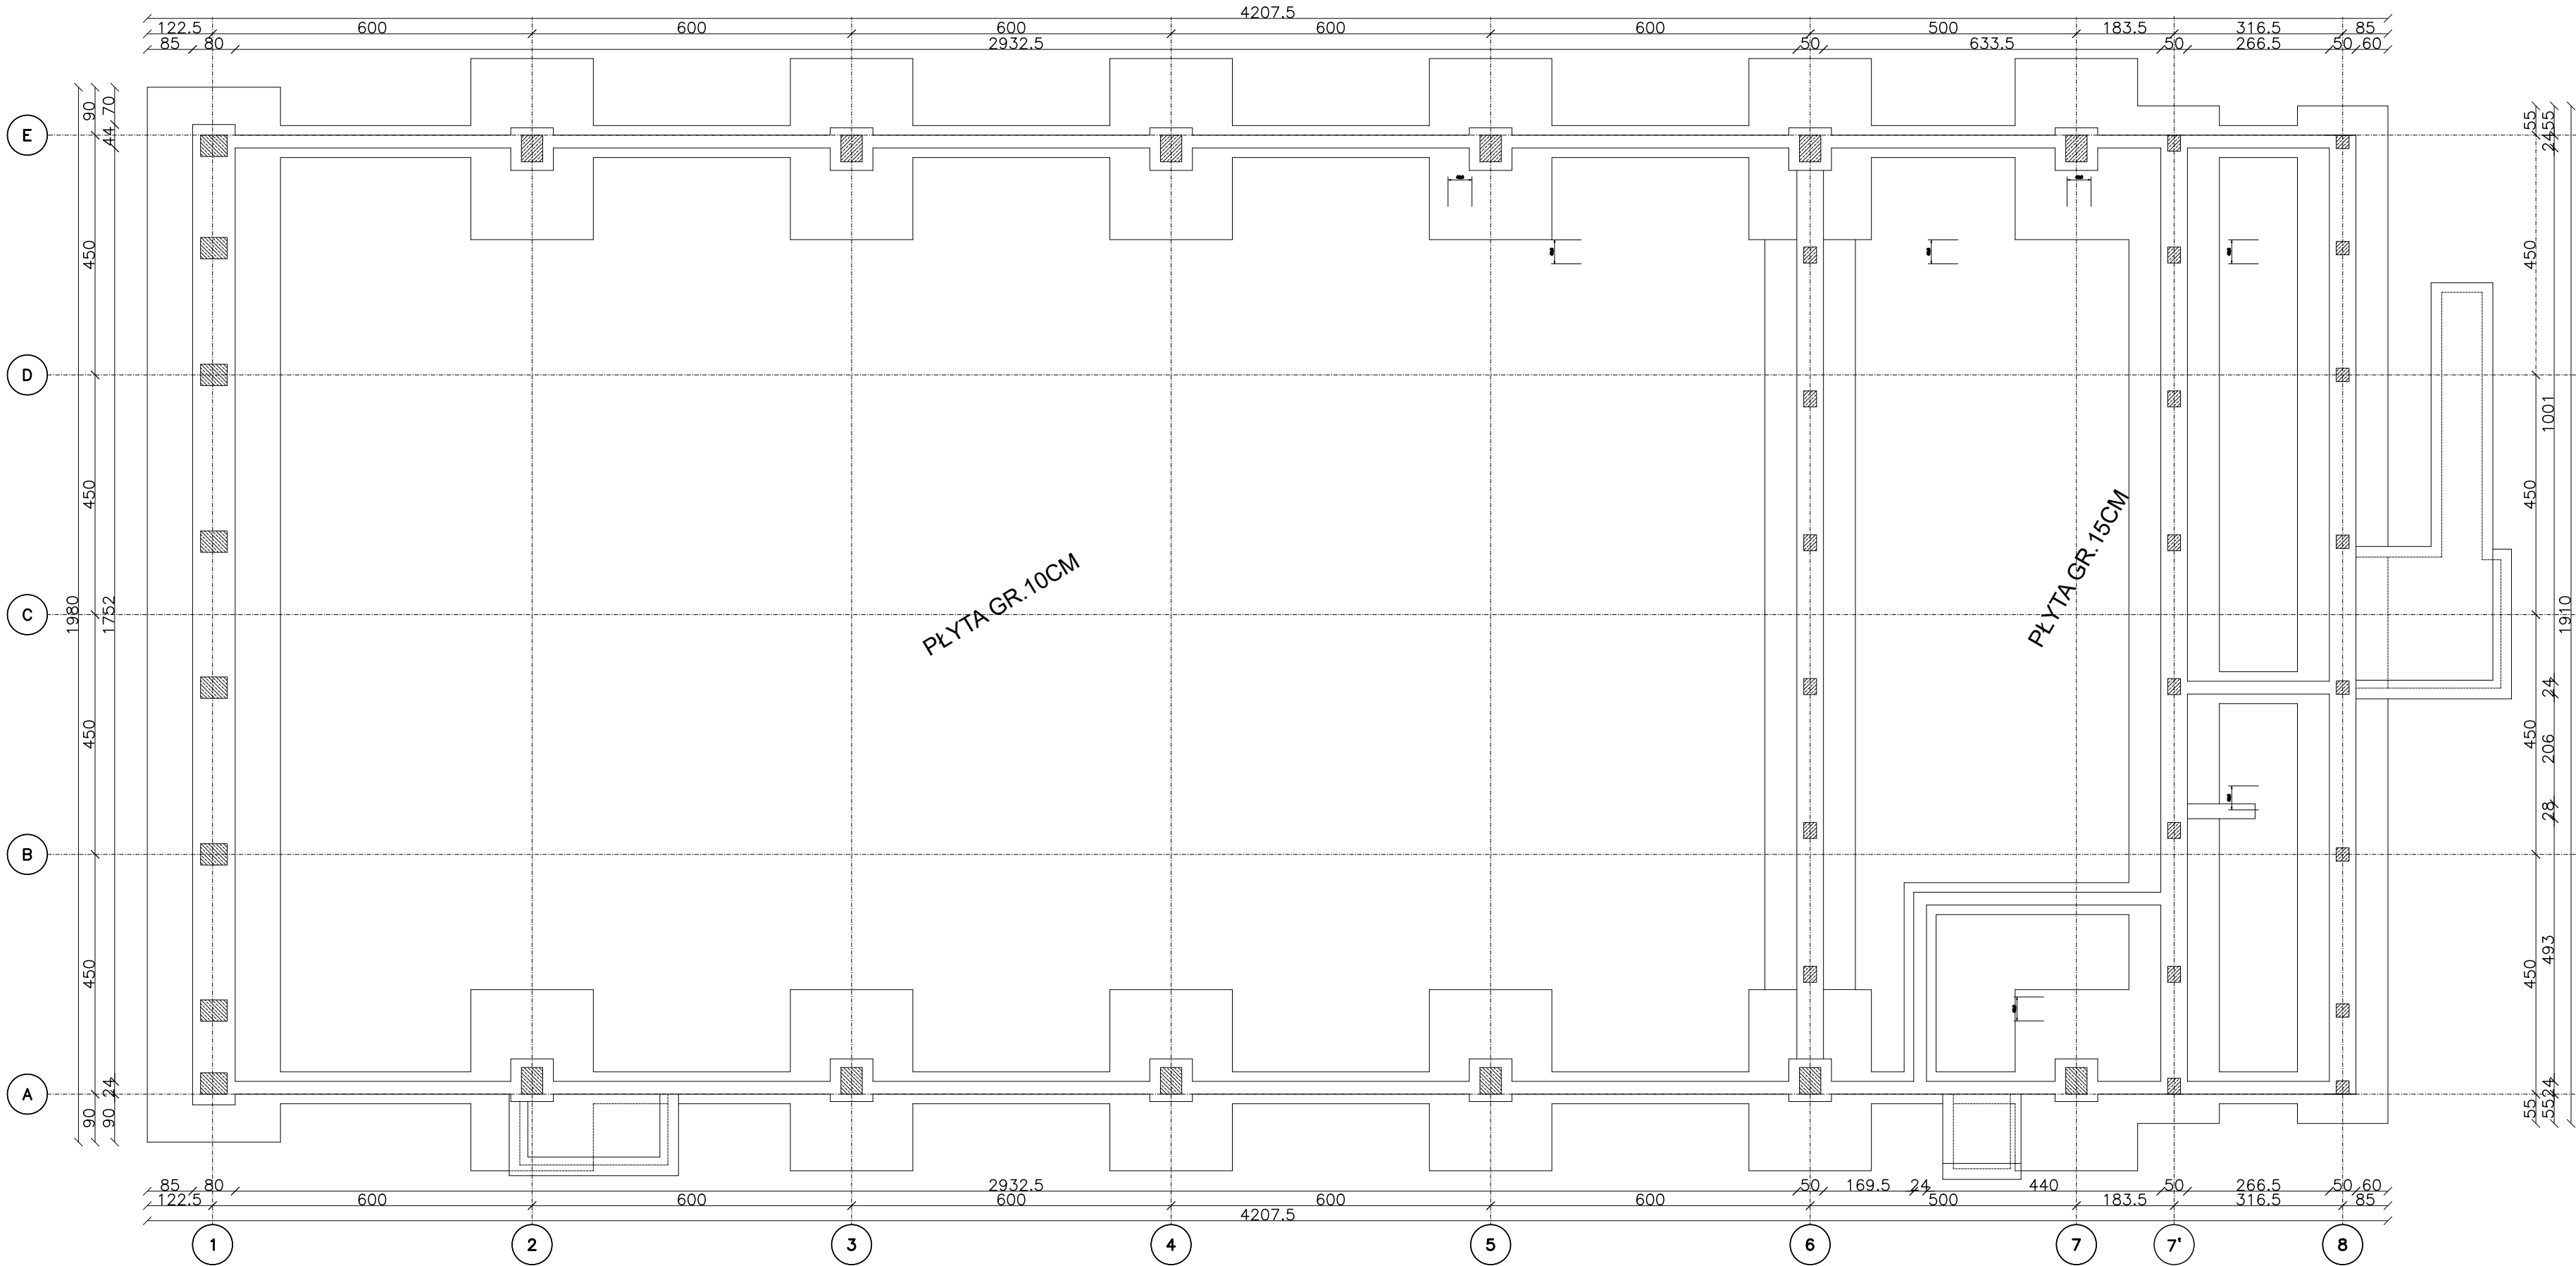 4207.5
122.5 600 600 600 600 600 500 183.5 316.5 85
85 80 2932.5 50 633.5 50 266.5 50 60
90 450 450 450 450 90
70 44 1752 24 90
1980
E
D
C
B
A
PŁYTA GR.10CM
PŁYTA GR.15CM
55 450 450 450 450 55
55 24 1001 24 206 28 493 24 55
1910
85 80 2932.5 50 169.5 24 440 50 266.5 50 60
122.5 600 600 600 600 600 500 183.5 316.5 85
4207.5
1 2 3 4 5 6 7 7' 8